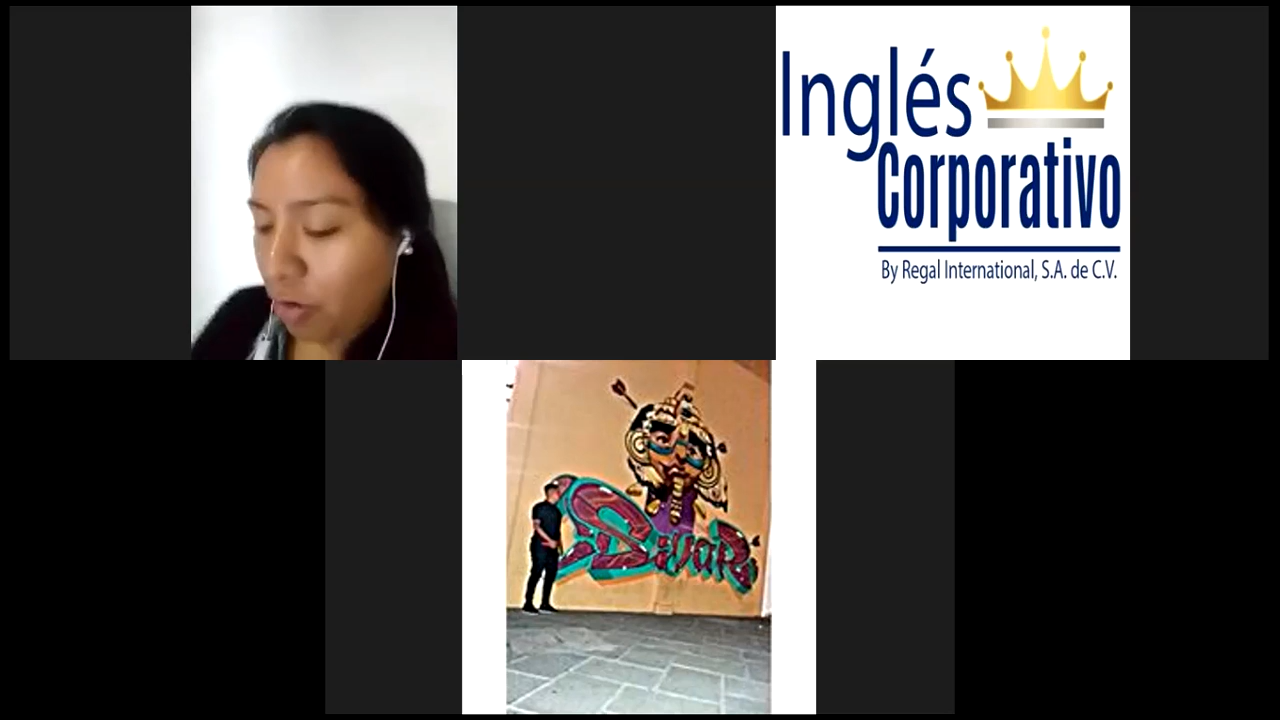 Inglés
Corporativo
By Regal International, S.A. de C.V.